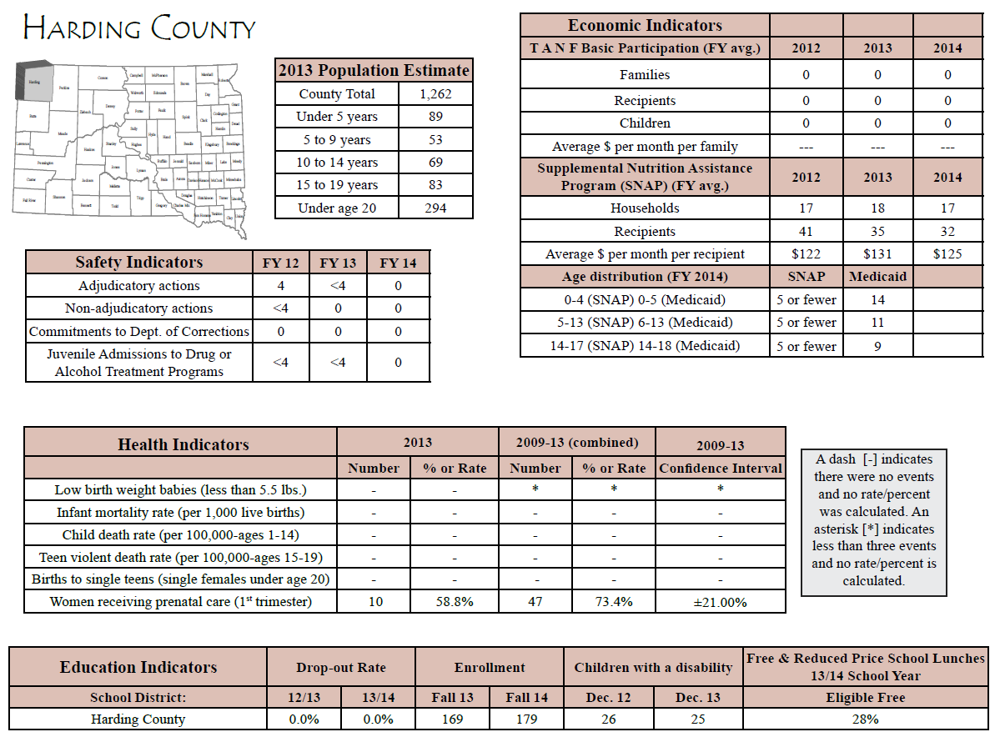 HARDING COUNTY
Harding
Perkins
Corson
Campbell McPherson
Brown
Marshall
Roberts
Walworth Edmunds
Day
Grant
Dewey
Ziebach
Potter
Faulk
Spink
Clark
Codington
Deuel
Hamlin
Butte
Meade
Sully
Hyde
Hand
Beadle
Kingsbury
Brookings
Lawrence
Haakon
Stanley
Hughes
Pennington
Jones
Lyman
Buffalo
Jerauld
Sanborn
Miner
Lake
Moody
Custer
Jackson
Mellette
Brule
Aurora
Davison
Hanson
McCook
Minnehaha
Fall River
Shannon
Bennett
Todd
Tripp
Gregory
Charles Mix
Douglas
Hutchinson
Turner
Lincoln
Bon Homme
Yankton
Clay
Union
2013 Population Estimate
County Total 1,262
Under 5 years 89
5 to 9 years 53
10 to 14 years 69
15 to 19 years 83
Under age 20 294
Economic Indicators
T A N F Basic Participation (FY avg.) 2012 2013 2014
Families 0 0 0
Recipients 0 0 0
Children 0 0 0
Average $ per month per family --- --- ---
Supplemental Nutrition Assistance
Program (SNAP) (FY avg.) 2012 2013 2014
Households 17 18 17
Recipients 41 35 32
Average $ per month per recipient $122 $131 $125
Age distribution (FY 2014) SNAP Medicaid
0-4 (SNAP) 0-5 (Medicaid) 5 or fewer 14
5-13 (SNAP) 6-13 (Medicaid) 5 or fewer 11
14-17 (SNAP) 14-18 (Medicaid) 5 or fewer 9
Safety Indicators FY 12 FY 13 FY 14
Adjudicatory actions 4 <4 0
Non-adjudicatory actions <4 0 0
Commitments to Dept. of Corrections 0 0 0
Juvenile Admissions to Drug or
Alcohol Treatment Programs <4 <4 0
Health Indicators 2013 2009-13 (combined) 2009-13
Number % or Rate Number % or Rate Confidence Interval
Low birth weight babies (less than 5.5 lbs.) - - * * *
Infant mortality rate (per 1,000 live births) - - - - -
Child death rate (per 100,000-ages 1-14) - - - - -
Teen violent death rate (per 100,000-ages 15-19) - - - - -
Births to single teens (single females under age 20) - - - - -
Women receiving prenatal care (1st trimester) 10 58.8% 47 73.4% ±21.00%
A dash [-] indicates
there were no events
and no rate/percent
was calculated. An
asterisk [*] indicates
less than three events
and no rate/percent is
calculated.
Education Indicators Drop-out Rate Enrollment Children with a disability Free & Reduced Price School Lunches
13/14 School Year
School District: 12/13 13/14 Fall 13 Fall 14 Dec. 12 Dec. 13 Eligible Free
Harding County 0.0% 0.0% 169 179 26 25 28%